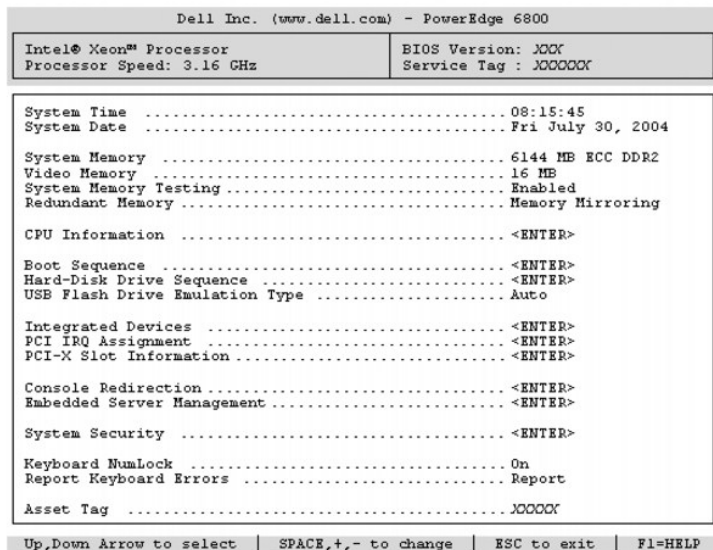 Dell Inc. (www.dell.com) - PowerEdge 6800
Intel® Xeon™ Processor
Processor Speed: 3.16 GHz
BIOS Version: XXX
Service Tag : XXXXXX
System Time .......................................... 08:15:45
System Date .......................................... Fri July 30, 2004
System Memory ........................................ 6144 MB ECC DDR2
Video Memory ......................................... 16 MB
System Memory Testing ................................ Enabled
Redundant Memory ..................................... Memory Mirroring
CPU Information ...................................... <ENTER>
Boot Sequence ........................................ <ENTER>
Hard-Disk Drive Sequence ............................. <ENTER>
USB Flash Drive Emulation Type ...................... Auto
Integrated Devices ................................... <ENTER>
PCI IRQ Assignment ................................... <ENTER>
PCI-X Slot Information ............................... <ENTER>
Console Redirection .................................. <ENTER>
Embedded Server Management ........................... <ENTER>
System Security ...................................... <ENTER>
Keyboard NumLock ..................................... On
Report Keyboard Errors ............................... Report
Asset Tag ............................................ XXXXX
Up,Down Arrow to select | SPACE,+,- to change | ESC to exit | F1=HELP